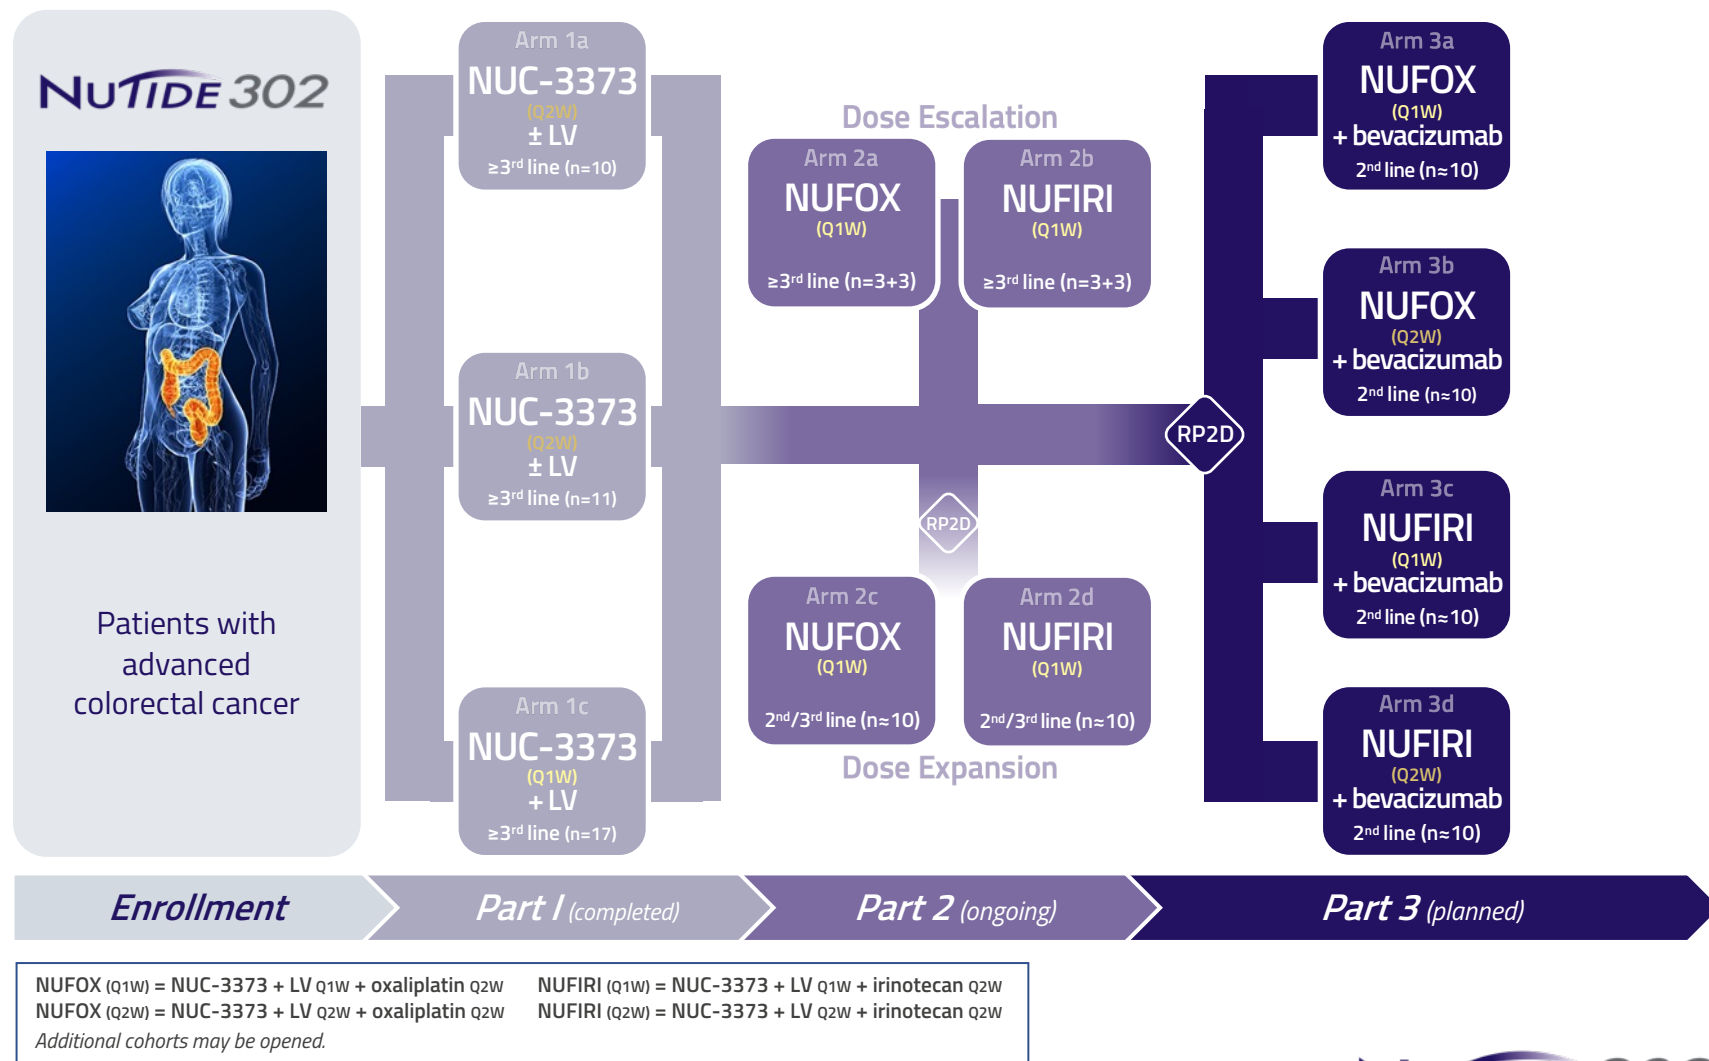 NUTIDE 302
Patients with
advanced
colorectal cancer
Arm 1a
NUC-3373
(Q2W)
± LV
≥3rd line (n=10)
Arm 1b
NUC-3373
(Q2W)
± LV
≥3rd line (n=11)
Arm 1c
NUC-3373
(Q1W)
+ LV
≥3rd line (n=17)
Dose Escalation
Arm 2a
NUFOX
(Q1W)
≥3rd line (n=3+3)
Arm 2b
NUFIRI
(Q1W)
≥3rd line (n=3+3)
RP2D
Arm 2c
NUFOX
(Q1W)
2nd/3rd line (n≈10)
Arm 2d
NUFIRI
(Q1W)
2nd/3rd line (n≈10)
Dose Expansion
RP2D
Arm 3a
NUFOX
(Q1W)
+ bevacizumab
2nd line (n≈10)
Arm 3b
NUFOX
(Q2W)
+ bevacizumab
2nd line (n≈10)
Arm 3c
NUFIRI
(Q1W)
+ bevacizumab
2nd line (n≈10)
Arm 3d
NUFIRI
(Q2W)
+ bevacizumab
2nd line (n≈10)
Enrollment
Part I (completed)
Part 2 (ongoing)
Part 3 (planned)
NUFOX (Q1W) = NUC-3373 + LV Q1W + oxaliplatin Q2W
NUFOX (Q2W) = NUC-3373 + LV Q2W + oxaliplatin Q2W
NUFIRI (Q1W) = NUC-3373 + LV Q1W + irinotecan Q2W
NUFIRI (Q2W) = NUC-3373 + LV Q2W + irinotecan Q2W
Additional cohorts may be opened.